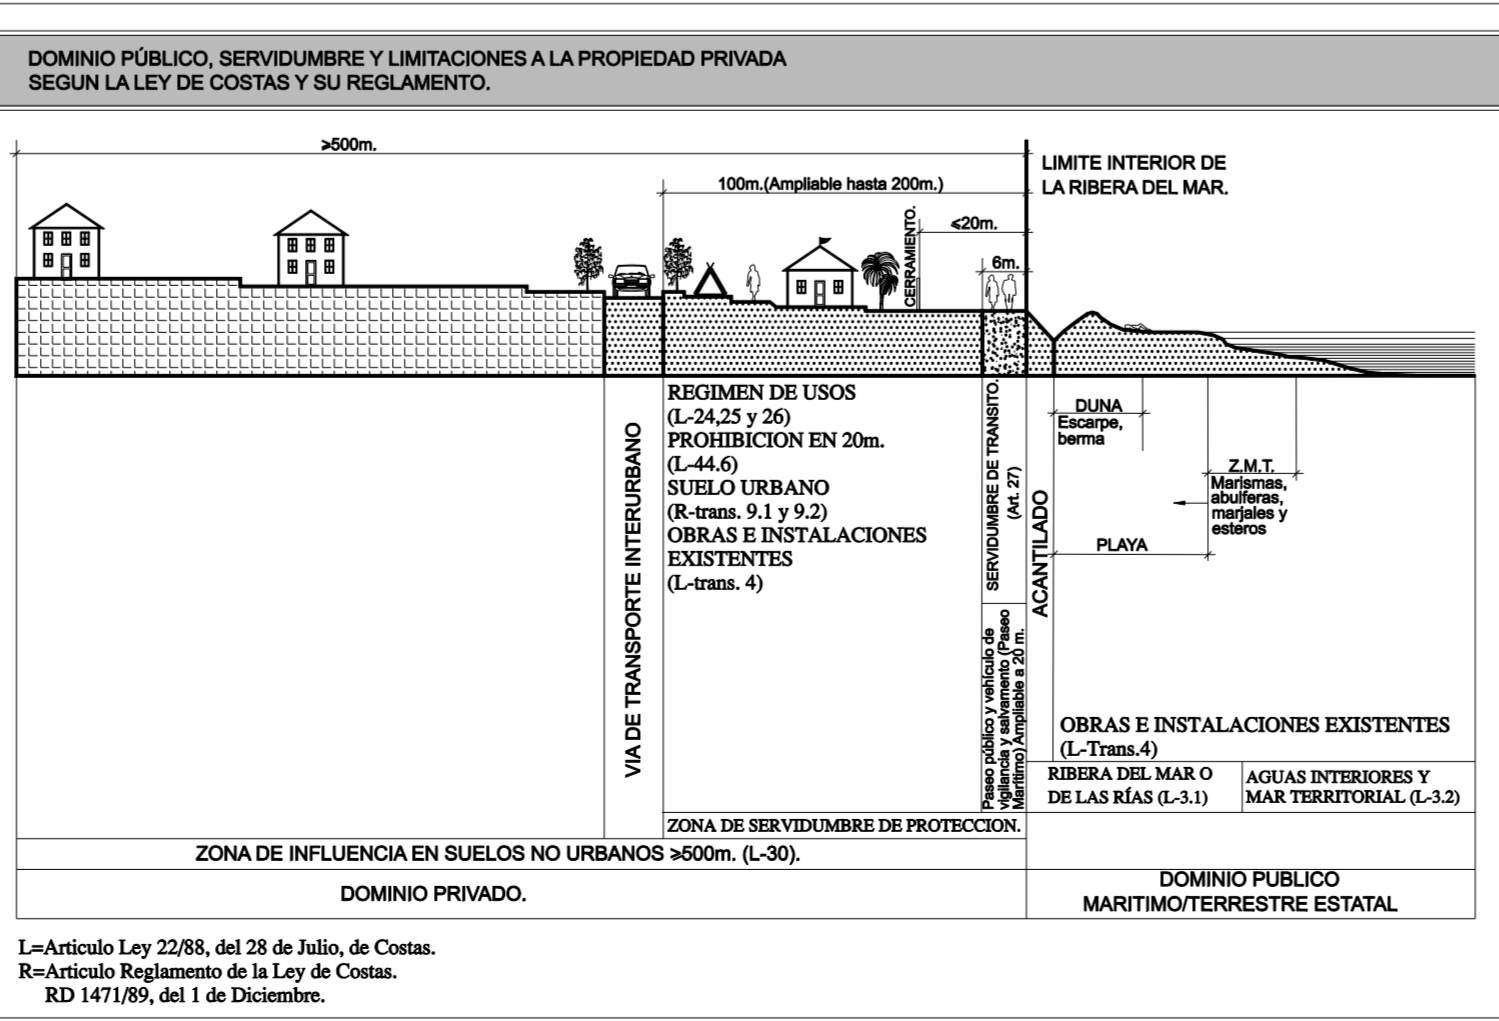 DOMINIO PÚBLICO, SERVIDUMBRE Y LIMITACIONES A LA PROPIEDAD PRIVADA
SEGUN LA LEY DE COSTAS Y SU REGLAMENTO.
≥500m.
LIMITE INTERIOR DE
LA RIBERA DEL MAR.
100m.(Ampliable hasta 200m.)
CERRAMIENTO.
≤20m.
6m.
VIA DE TRANSPORTE INTERURBANO
REGIMEN DE USOS
(L-24,25 y 26)
PROHIBICION EN 20m.
(L-44.6)
SUELO URBANO
(R-trans. 9.1 y 9.2)
OBRAS E INSTALACIONES
EXISTENTES
(L-trans. 4)
SERVIDUMBRE DE TRANSITO.
(Art. 27)
Paseo público y vehículo de
vigilancia y salvamento (Paseo
Marítimo) Ampliable a 20 m.
ACANTILADO
DUNA
Escarpe,
berma
Z.M.T.
Marismas,
abulferas,
marjales y
esteros
PLAYA
OBRAS E INSTALACIONES EXISTENTES
(L-Trans.4)
RIBERA DEL MAR O
DE LAS RÍAS (L-3.1)
AGUAS INTERIORES Y
MAR TERRITORIAL (L-3.2)
ZONA DE SERVIDUMBRE DE PROTECCION.
ZONA DE INFLUENCIA EN SUELOS NO URBANOS ≥500m. (L-30).
DOMINIO PRIVADO.
DOMINIO PUBLICO
MARITIMO/TERRESTRE ESTATAL
L=Articulo Ley 22/88, del 28 de Julio, de Costas.
R=Articulo Reglamento de la Ley de Costas.
RD 1471/89, del 1 de Diciembre.